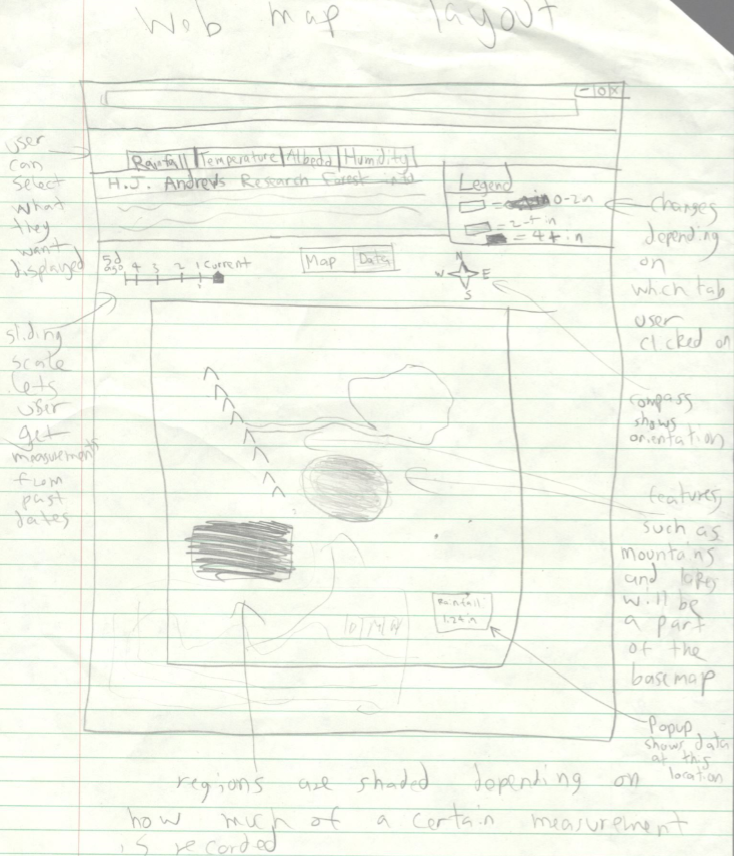 Web map layout
- □ X
Rainfall Temperature Albedo Humidity
H.J. Andrews Research Forest info
Legend
= 0-2 in
= 2-4 in
= 4+ in
user
can
select
what
they
want
displayed
changes
depending
on
which tab
user
clicked on
5d
ago 4 3 2 1 current
Map Data
N
W E
S
sliding
scale
lets
user
get
measurements
from
past
dates
compass
shows
orientation
features
such as
mountains
and lakes
will be
a part
of the
basemap
Rainfall
1.2 in
Popup
shows data
at this
location
regions are shaded depending on
how much of a certain measurement
is recorded